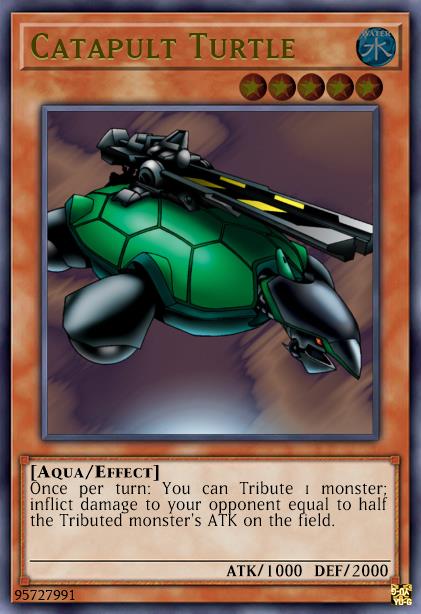 Catapult Turtle
WATER
水
[Aqua/Effect]
Once per turn: You can Tribute 1 monster;
inflict damage to your opponent equal to half
the Tributed monster's ATK on the field.
ATK/1000 DEF/2000
95727991